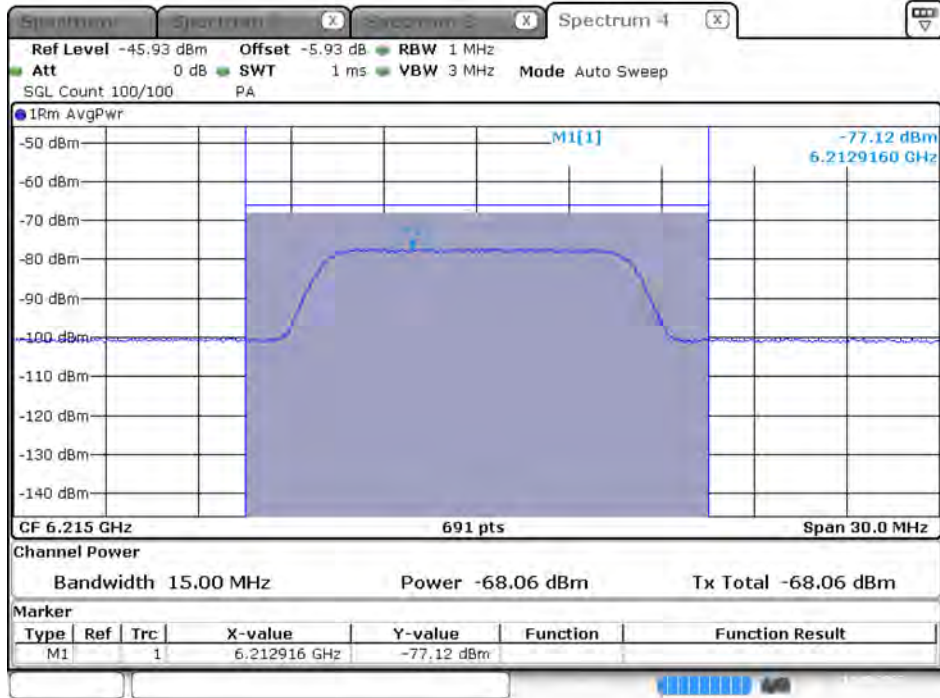 Spectrum X Spectrum 4 X
Ref Level -45.93 dBm Offset -5.93 dB RBW 1 MHz
Att 0 dB SWT 1 ms VBW 3 MHz Mode Auto Sweep
SGL Count 100/100 PA
1Rm AvgPwr
M1[1] -77.12 dBm
6.2129160 GHz
-50 dBm
-60 dBm
-70 dBm
-80 dBm
-90 dBm
-100 dBm
-110 dBm
-120 dBm
-130 dBm
-140 dBm
CF 6.215 GHz 691 pts Span 30.0 MHz
Channel Power
Bandwidth 15.00 MHz Power -68.06 dBm Tx Total -68.06 dBm
Marker
Type Ref Trc X-value Y-value Function Function Result
M1 1 6.212916 GHz -77.12 dBm